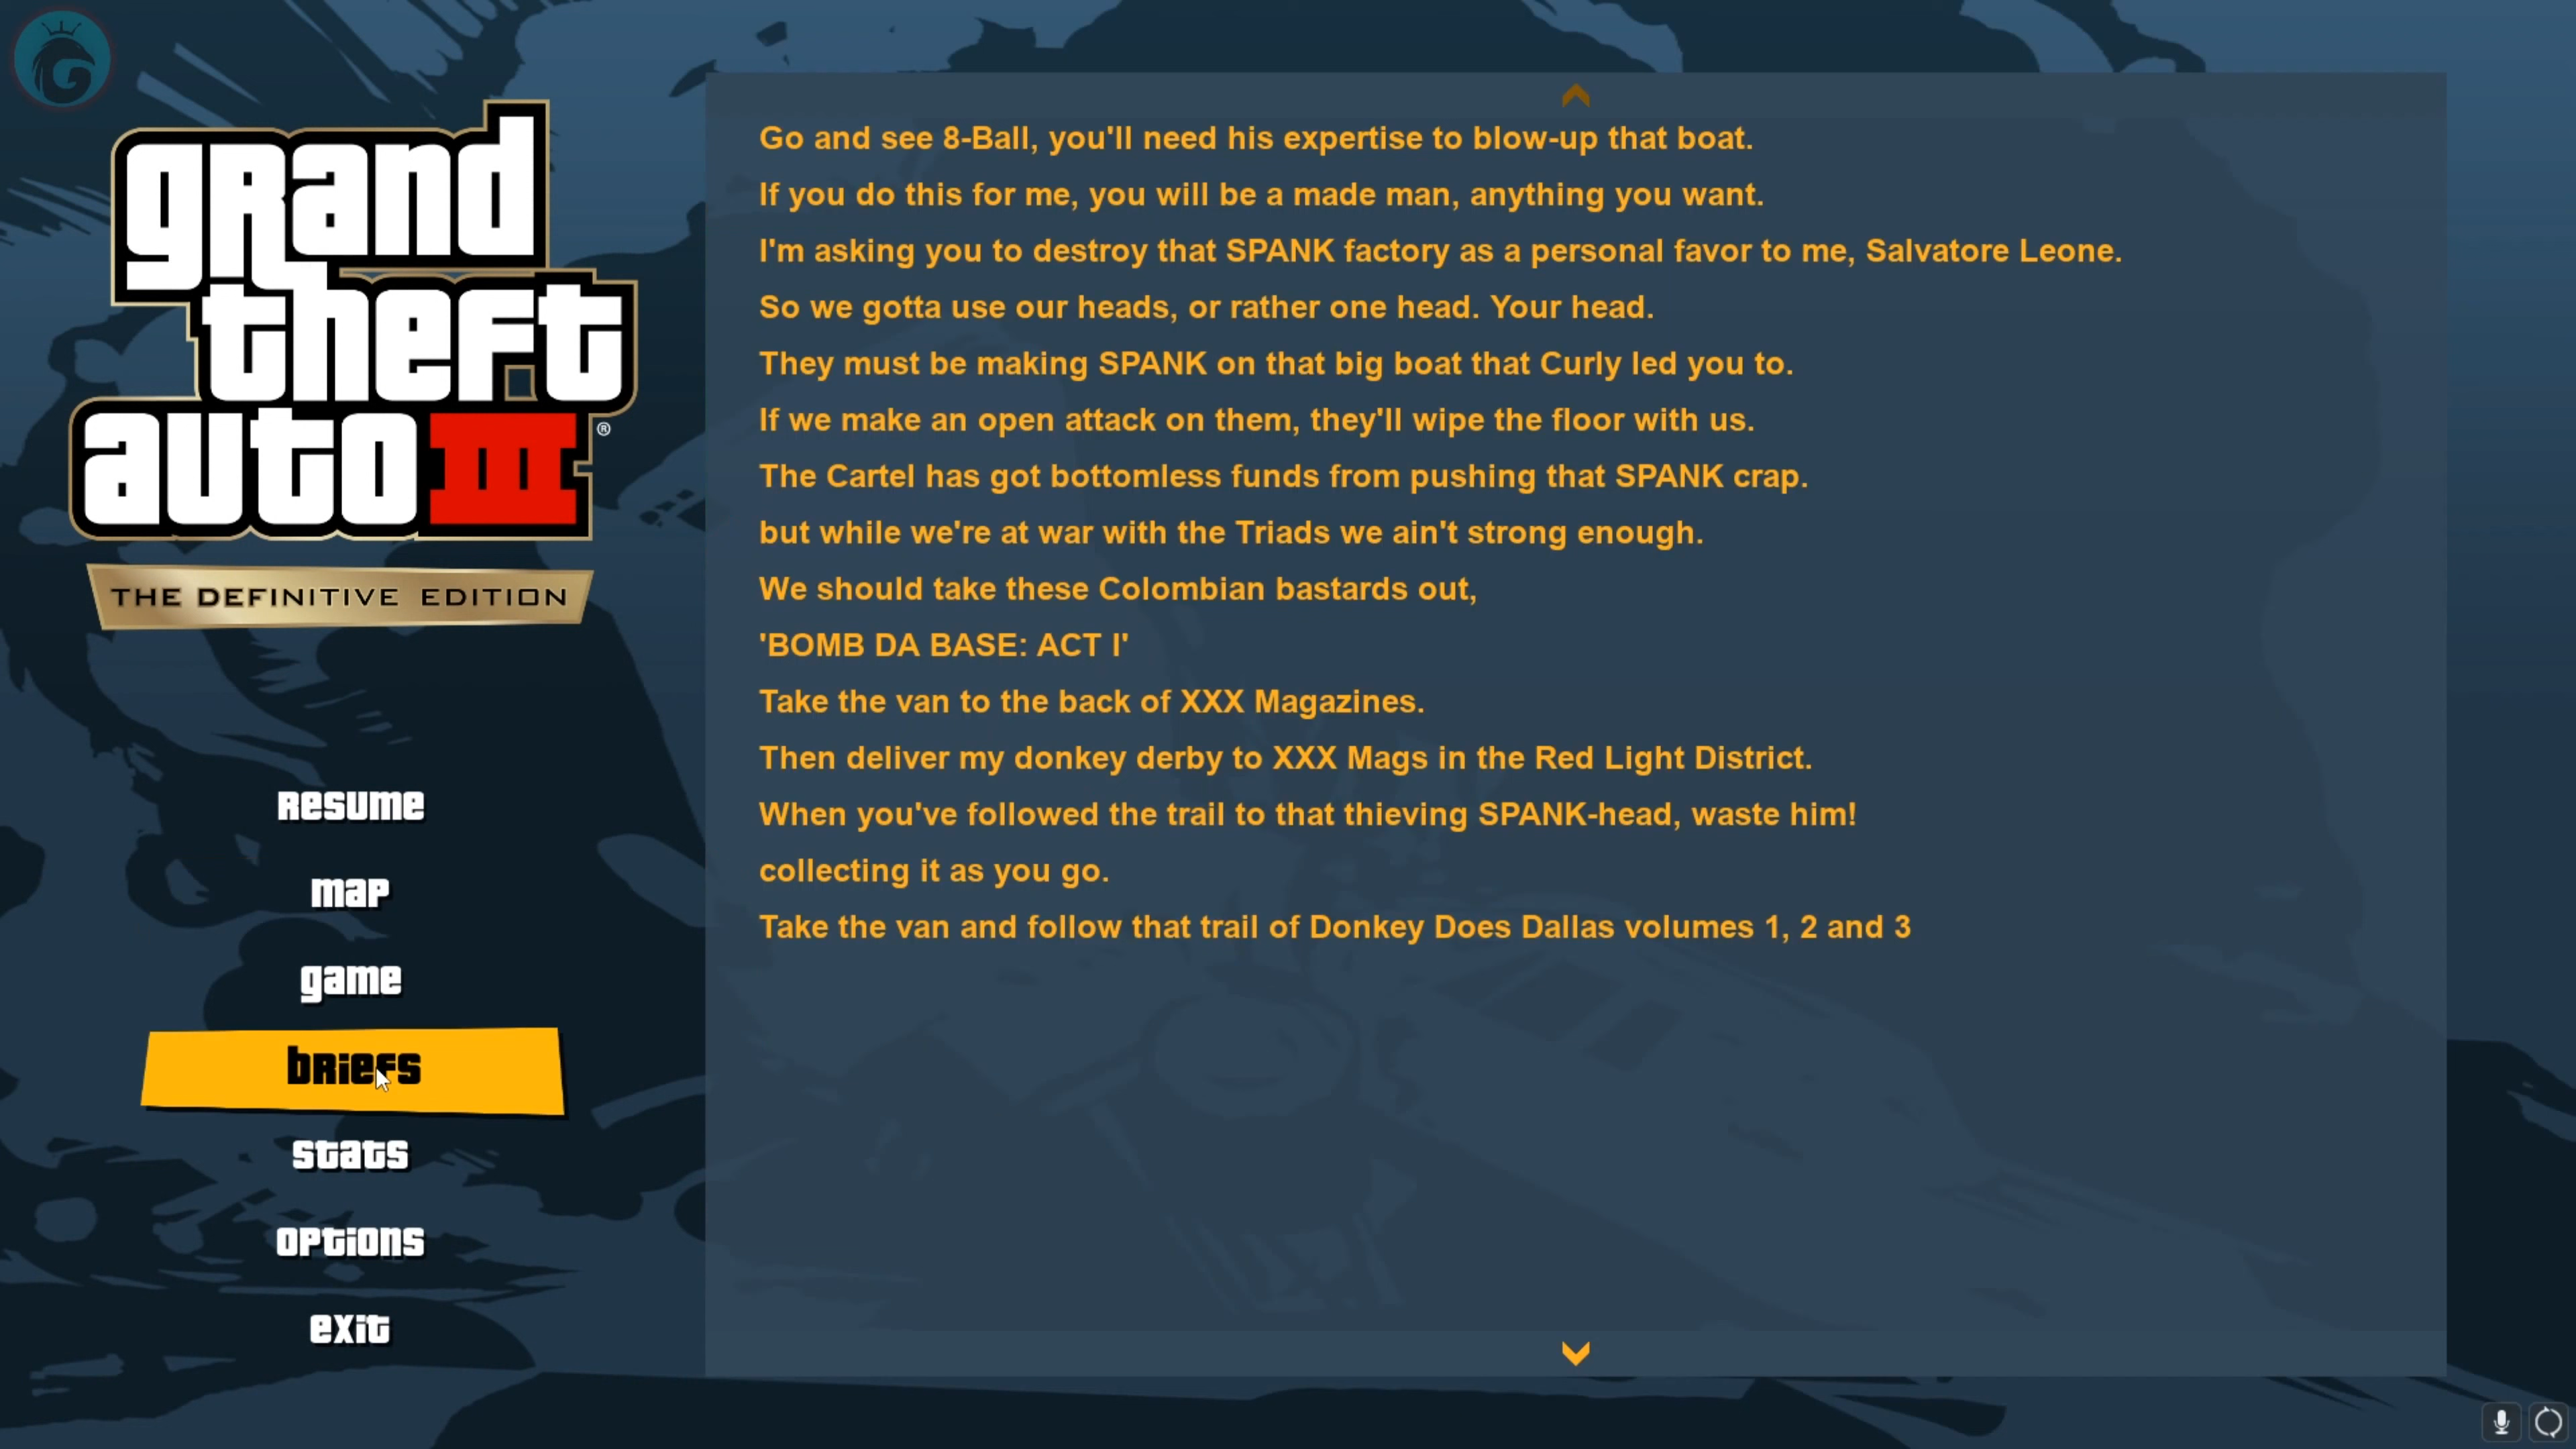 G
grand
theft
auto III ®
THE DEFINITIVE EDITION
resume
map
game
briefs
stats
options
exit
Go and see 8-Ball, you'll need his expertise to blow-up that boat.
If you do this for me, you will be a made man, anything you want.
I'm asking you to destroy that SPANK factory as a personal favor to me, Salvatore Leone.
So we gotta use our heads, or rather one head. Your head.
They must be making SPANK on that big boat that Curly led you to.
If we make an open attack on them, they'll wipe the floor with us.
The Cartel has got bottomless funds from pushing that SPANK crap.
but while we're at war with the Triads we ain't strong enough.
We should take these Colombian bastards out,
'BOMB DA BASE: ACT I'
Take the van to the back of XXX Magazines.
Then deliver my donkey derby to XXX Mags in the Red Light District.
When you've followed the trail to that thieving SPANK-head, waste him!
collecting it as you go.
Take the van and follow that trail of Donkey Does Dallas volumes 1, 2 and 3